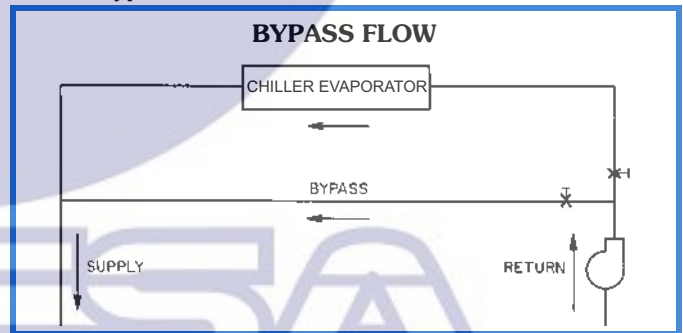 BYPASS FLOW
CHILLER EVAPORATOR
BYPASS
SUPPLY
RETURN